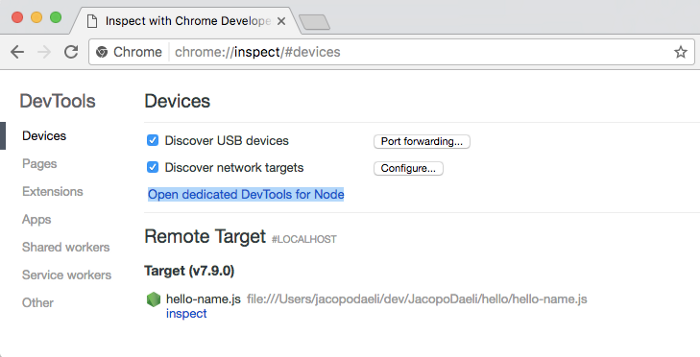 Inspect with Chrome Develope
Chrome chrome://inspect/#devices
DevTools
Devices
Pages
Extensions
Apps
Shared workers
Service workers
Other
Devices
Discover USB devices Port forwarding...
Discover network targets Configure...
Open dedicated DevTools for Node
Remote Target #LOCALHOST
Target (v7.9.0)
hello-name.js file:///Users/jacopodaeli/dev/JacopoDaeli/hello/hello-name.js
inspect